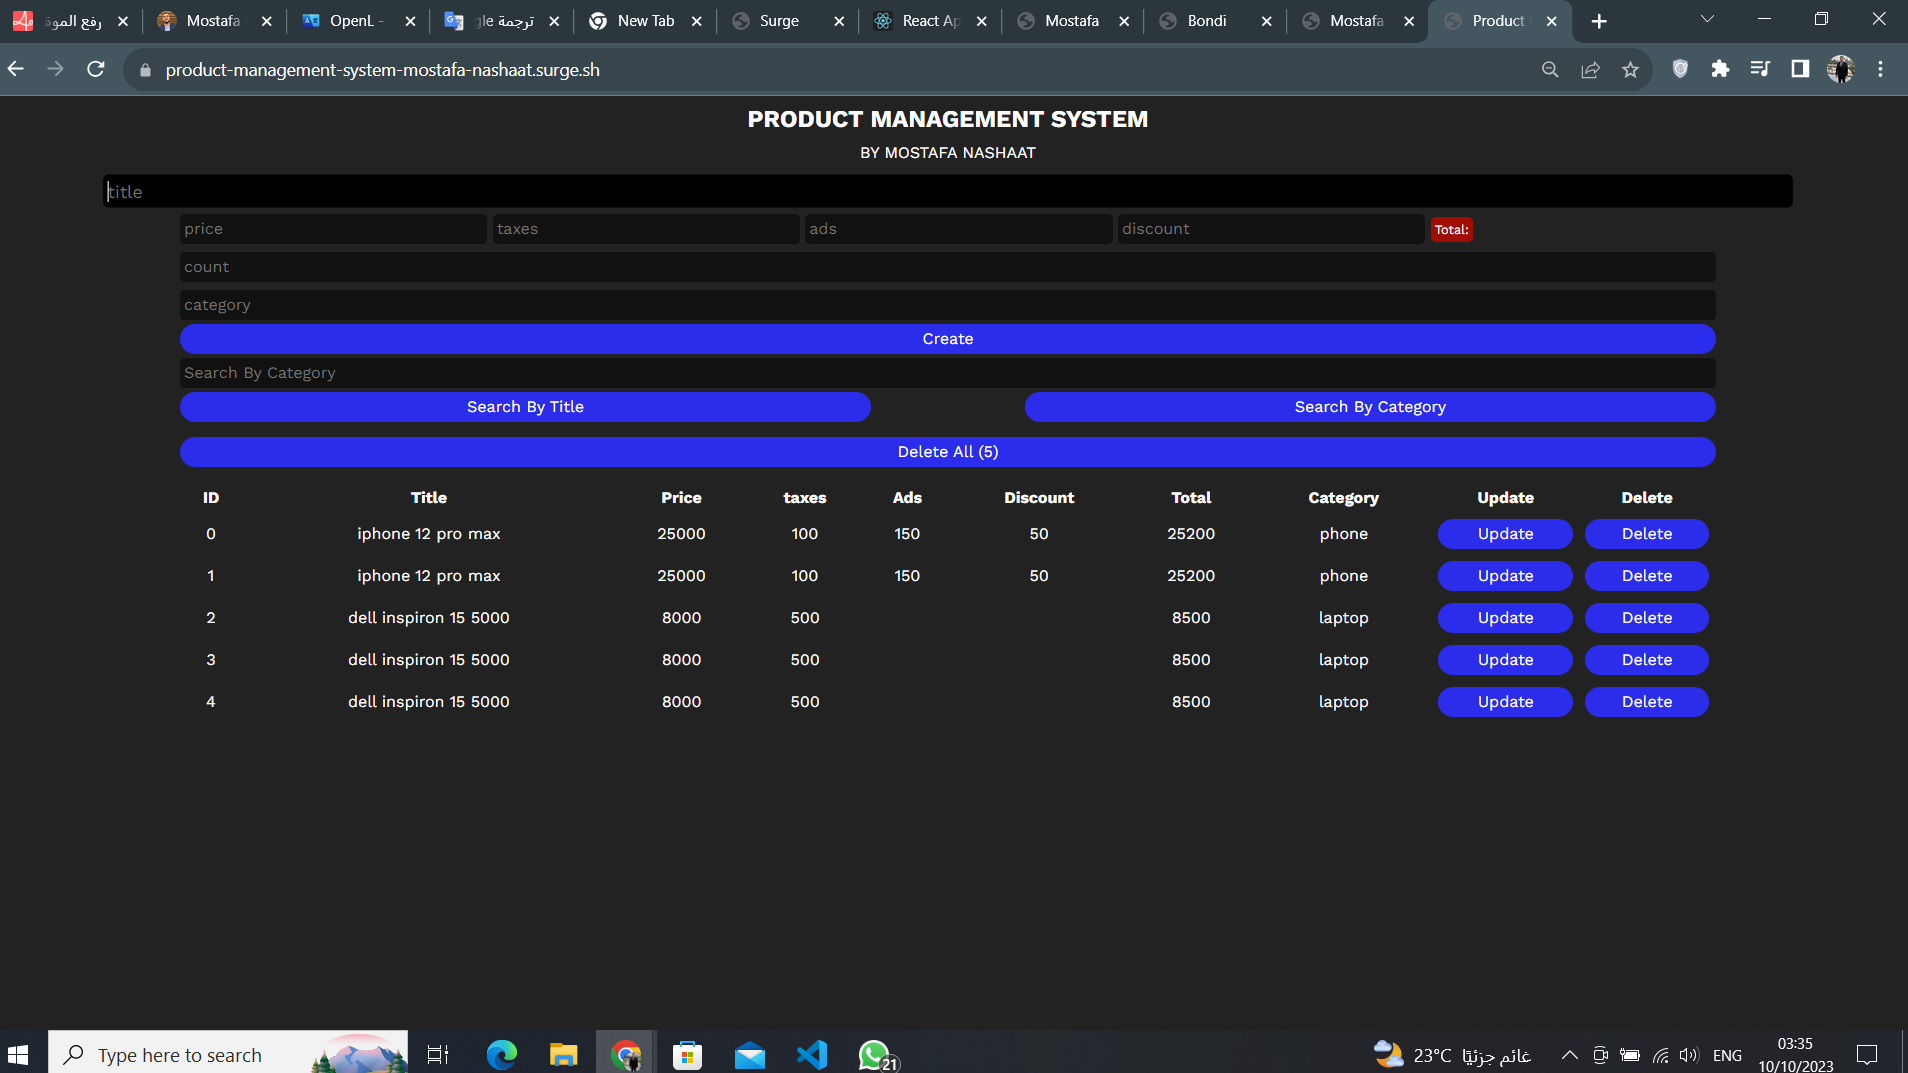 رفع الموة
Mostafa
OpenL -
ترجمة gle
New Tab
Surge
React Ap
Mostafa
Bondi
Mostafa
Product
product-management-system-mostafa-nashaat.surge.sh
PRODUCT MANAGEMENT SYSTEM
BY MOSTAFA NASHAAT
title
price taxes ads discount Total:
count
category
Create
Search By Category
Search By Title Search By Category
Delete All (5)
ID Title Price taxes Ads Discount Total Category Update Delete
0 iphone 12 pro max 25000 100 150 50 25200 phone Update Delete
1 iphone 12 pro max 25000 100 150 50 25200 phone Update Delete
2 dell inspiron 15 5000 8000 500 8500 laptop Update Delete
3 dell inspiron 15 5000 8000 500 8500 laptop Update Delete
4 dell inspiron 15 5000 8000 500 8500 laptop Update Delete
Type here to search
21
23°C غائم جزئيًا
ENG
03:35
10/10/2023